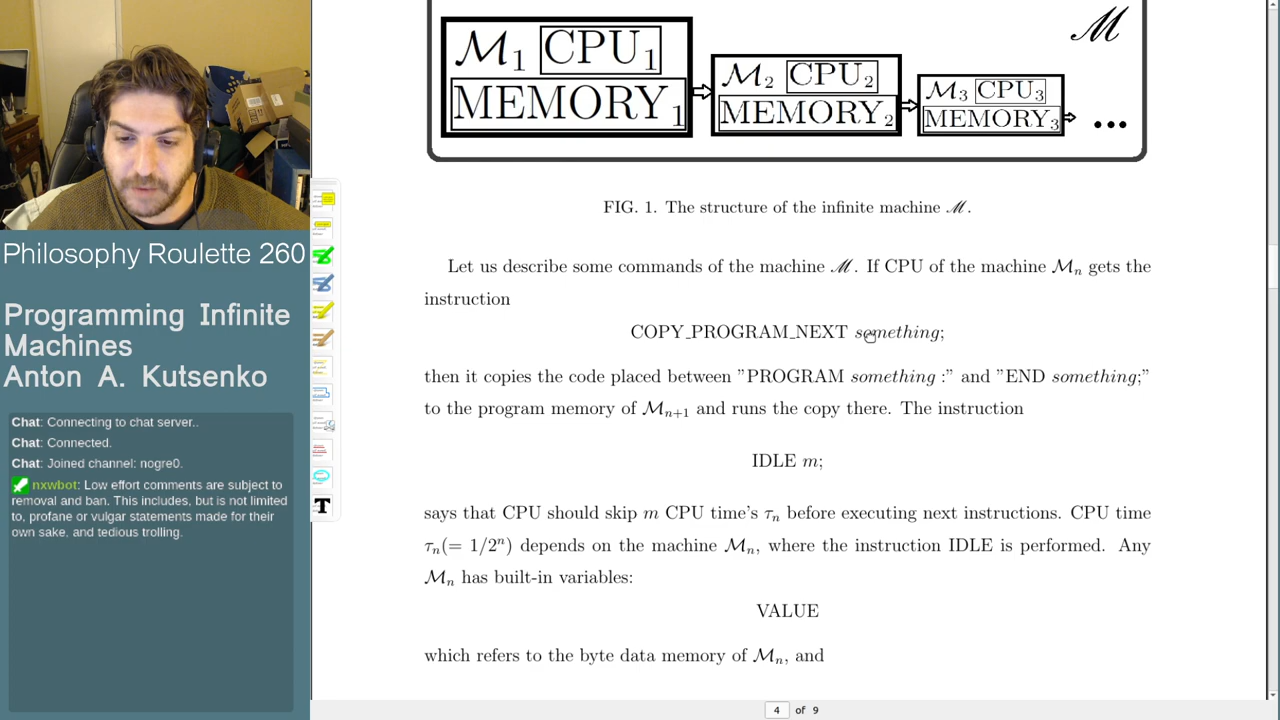 ℳ
ℳ1 CPU1
MEMORY1
ℳ2 CPU2
MEMORY2
ℳ3 CPU3
MEMORY3
...
FIG. 1. The structure of the infinite machine ℳ.
Let us describe some commands of the machine ℳ. If CPU of the machine ℳn gets the
instruction
COPY_PROGRAM_NEXT something;
then it copies the code placed between "PROGRAM something :" and "END something;"
to the program memory of ℳn+1 and runs the copy there. The instruction
IDLE m;
says that CPU should skip m CPU time's τn before executing next instructions. CPU time
τn(= 1/2^n) depends on the machine ℳn, where the instruction IDLE is performed. Any
ℳn has built-in variables:
VALUE
which refers to the byte data memory of ℳn, and
4 of 9
Philosophy Roulette 260
Programming Infinite
Machines
Anton A. Kutsenko
Chat: Connecting to chat server..
Chat: Connected.
Chat: Joined channel: nogre0.
nxwbot: Low effort comments are subject to
removal and ban. This includes, but is not limited
to, profane or vulgar statements made for their
own sake, and tedious trolling.
T